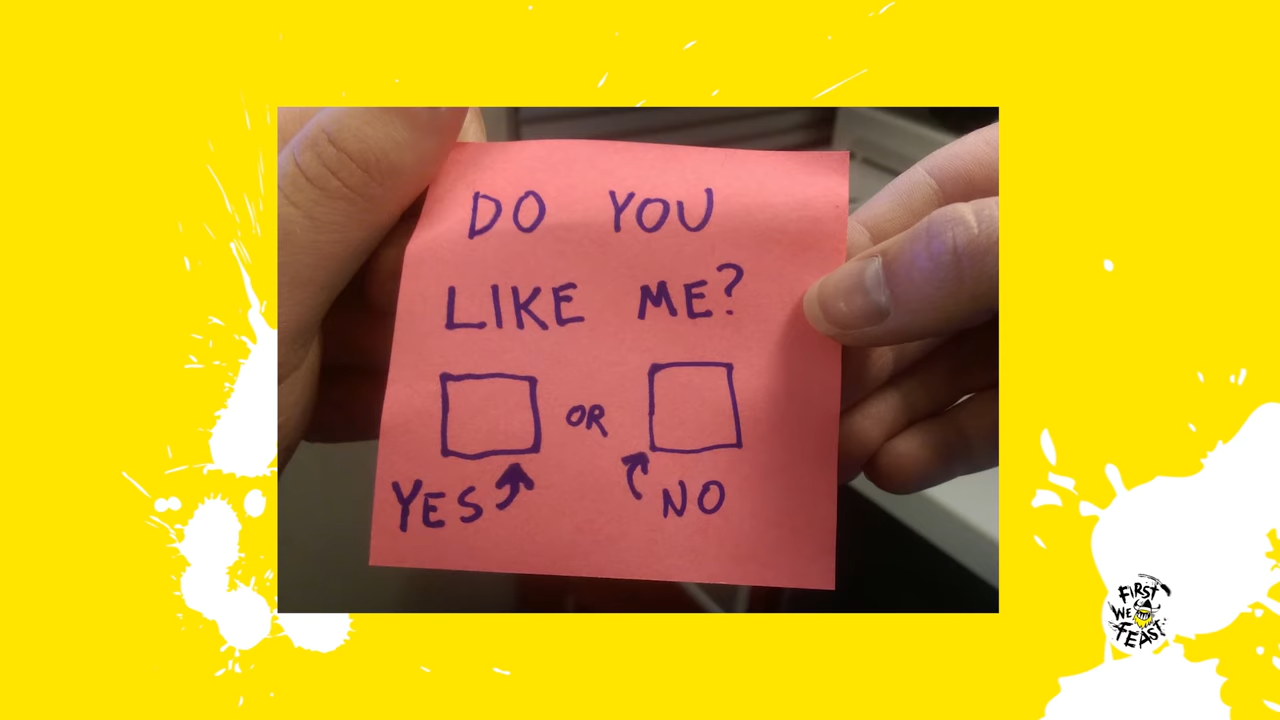 DO YOU
LIKE ME?
OR
YES NO
FIRST
WE
FEAST